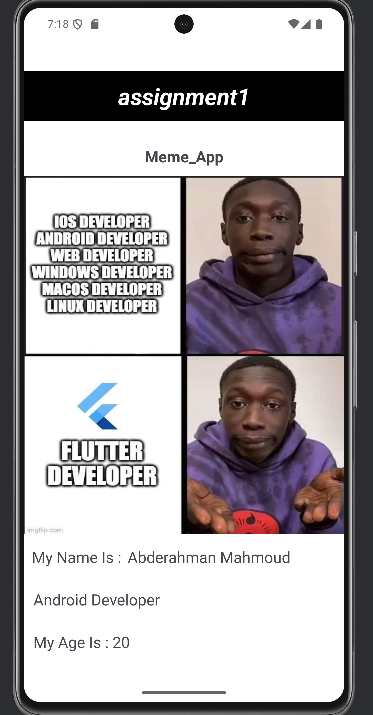 7:18
assignment1
Meme_App
IOS DEVELOPER
ANDROID DEVELOPER
WEB DEVELOPER
WINDOWS DEVELOPER
MACOS DEVELOPER
LINUX DEVELOPER
FLUTTER
DEVELOPER
imgflip.com
My Name Is : Abderahman Mahmoud
Android Developer
My Age Is : 20